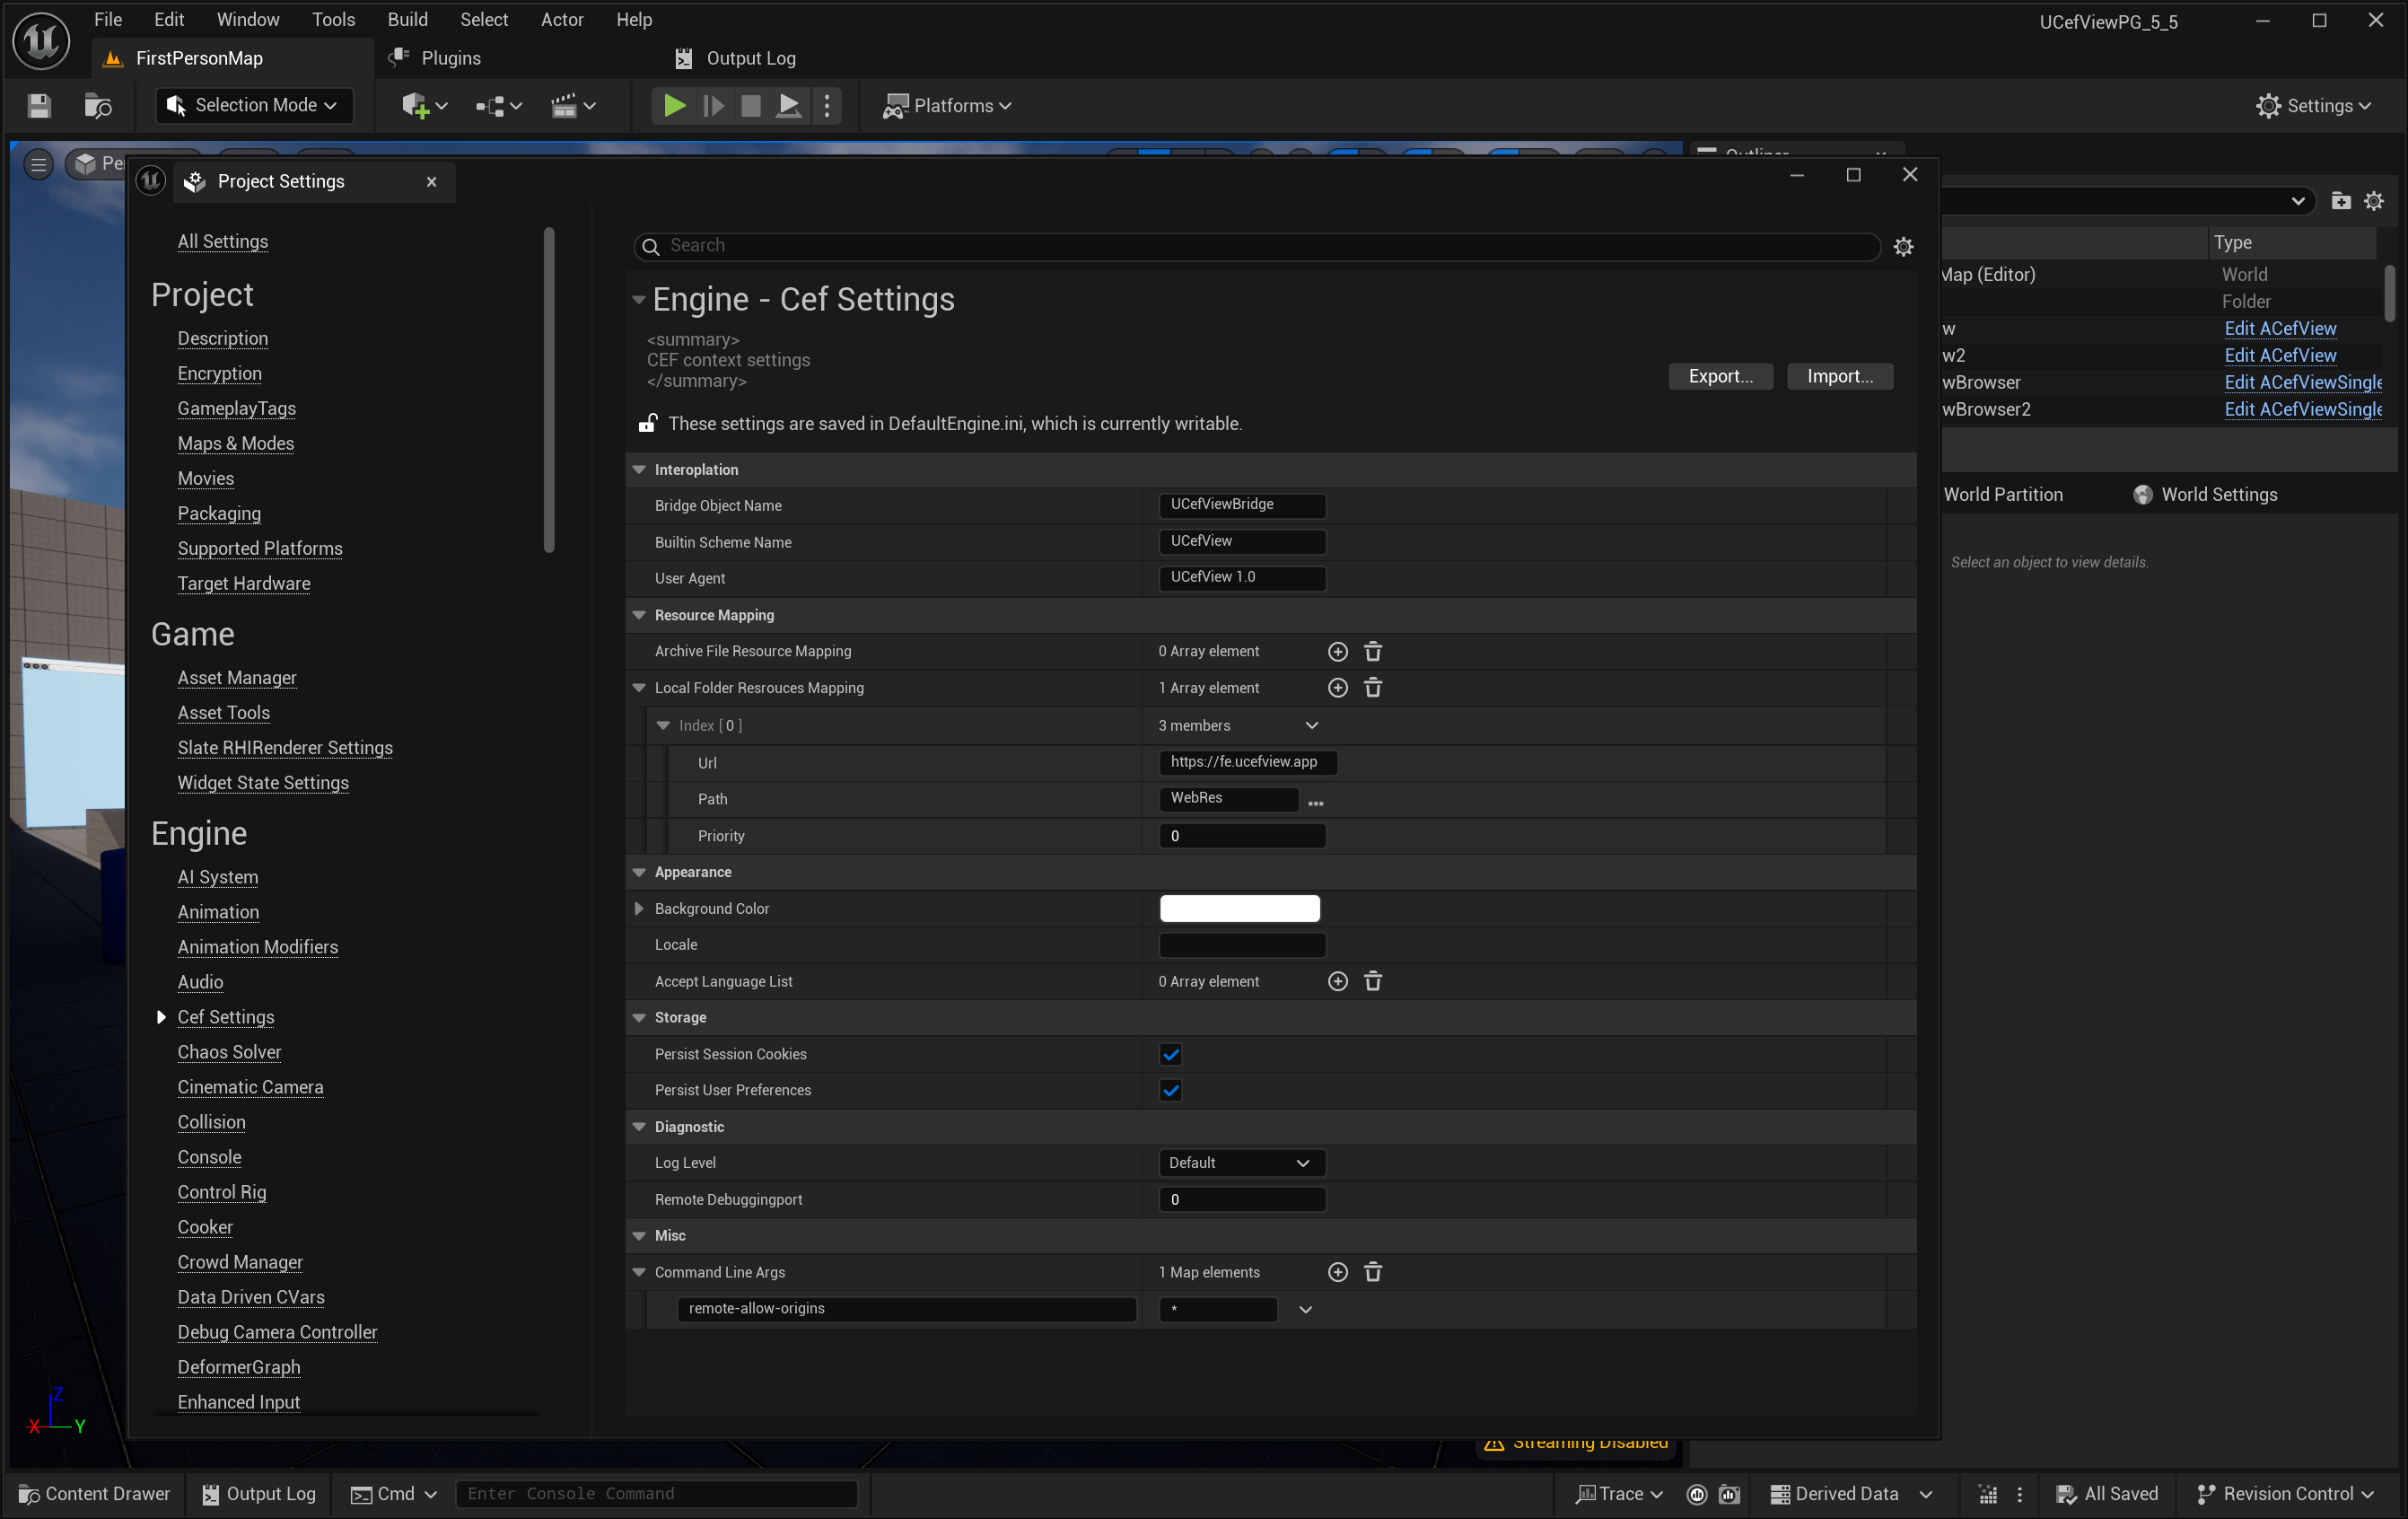 File Edit Window Tools Build Select Actor Help
UCefViewPG_5_5
FirstPersonMap
Plugins
Output Log
Selection Mode
Platforms
Settings
Project Settings
All Settings
Project
Description
Encryption
GameplayTags
Maps & Modes
Movies
Packaging
Supported Platforms
Target Hardware
Game
Asset Manager
Asset Tools
Slate RHIRenderer Settings
Widget State Settings
Engine
AI System
Animation
Animation Modifiers
Audio
Cef Settings
Chaos Solver
Cinematic Camera
Collision
Console
Control Rig
Cooker
Crowd Manager
Data Driven CVars
Debug Camera Controller
DeformerGraph
Enhanced Input
Search
Engine - Cef Settings
<summary>
CEF context settings
</summary>
Export...
Import...
These settings are saved in DefaultEngine.ini, which is currently writable.
Interoplation
Bridge Object Name UCefViewBridge
Builtin Scheme Name UCefView
User Agent UCefView 1.0
Resource Mapping
Archive File Resource Mapping 0 Array element
Local Folder Resrouces Mapping 1 Array element
Index [ 0 ] 3 members
Url https://fe.ucefview.app
Path WebRes ...
Priority 0
Appearance
Background Color
Locale
Accept Language List 0 Array element
Storage
Persist Session Cookies
Persist User Preferences
Diagnostic
Log Level Default
Remote Debuggingport 0
Misc
Command Line Args 1 Map elements
remote-allow-origins *
Outliner
Type
Map (Editor) World
Folder
w Edit ACefView
w2 Edit ACefView
wBrowser Edit ACefViewSingle
wBrowser2 Edit ACefViewSingle
World Partition
World Settings
Select an object to view details.
Z
X
Y
Streaming Disabled
Content Drawer
Output Log
Cmd
Enter Console Command
Trace
Derived Data
All Saved
Revision Control